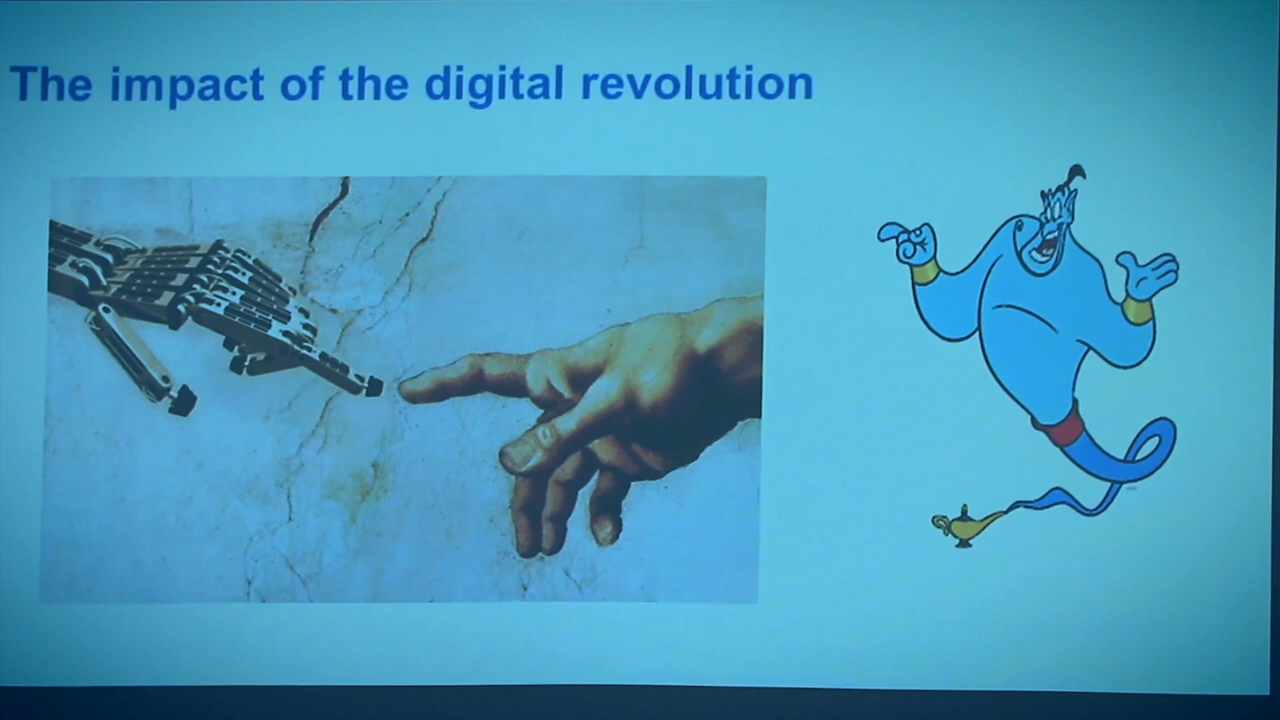 The impact of the digital revolution